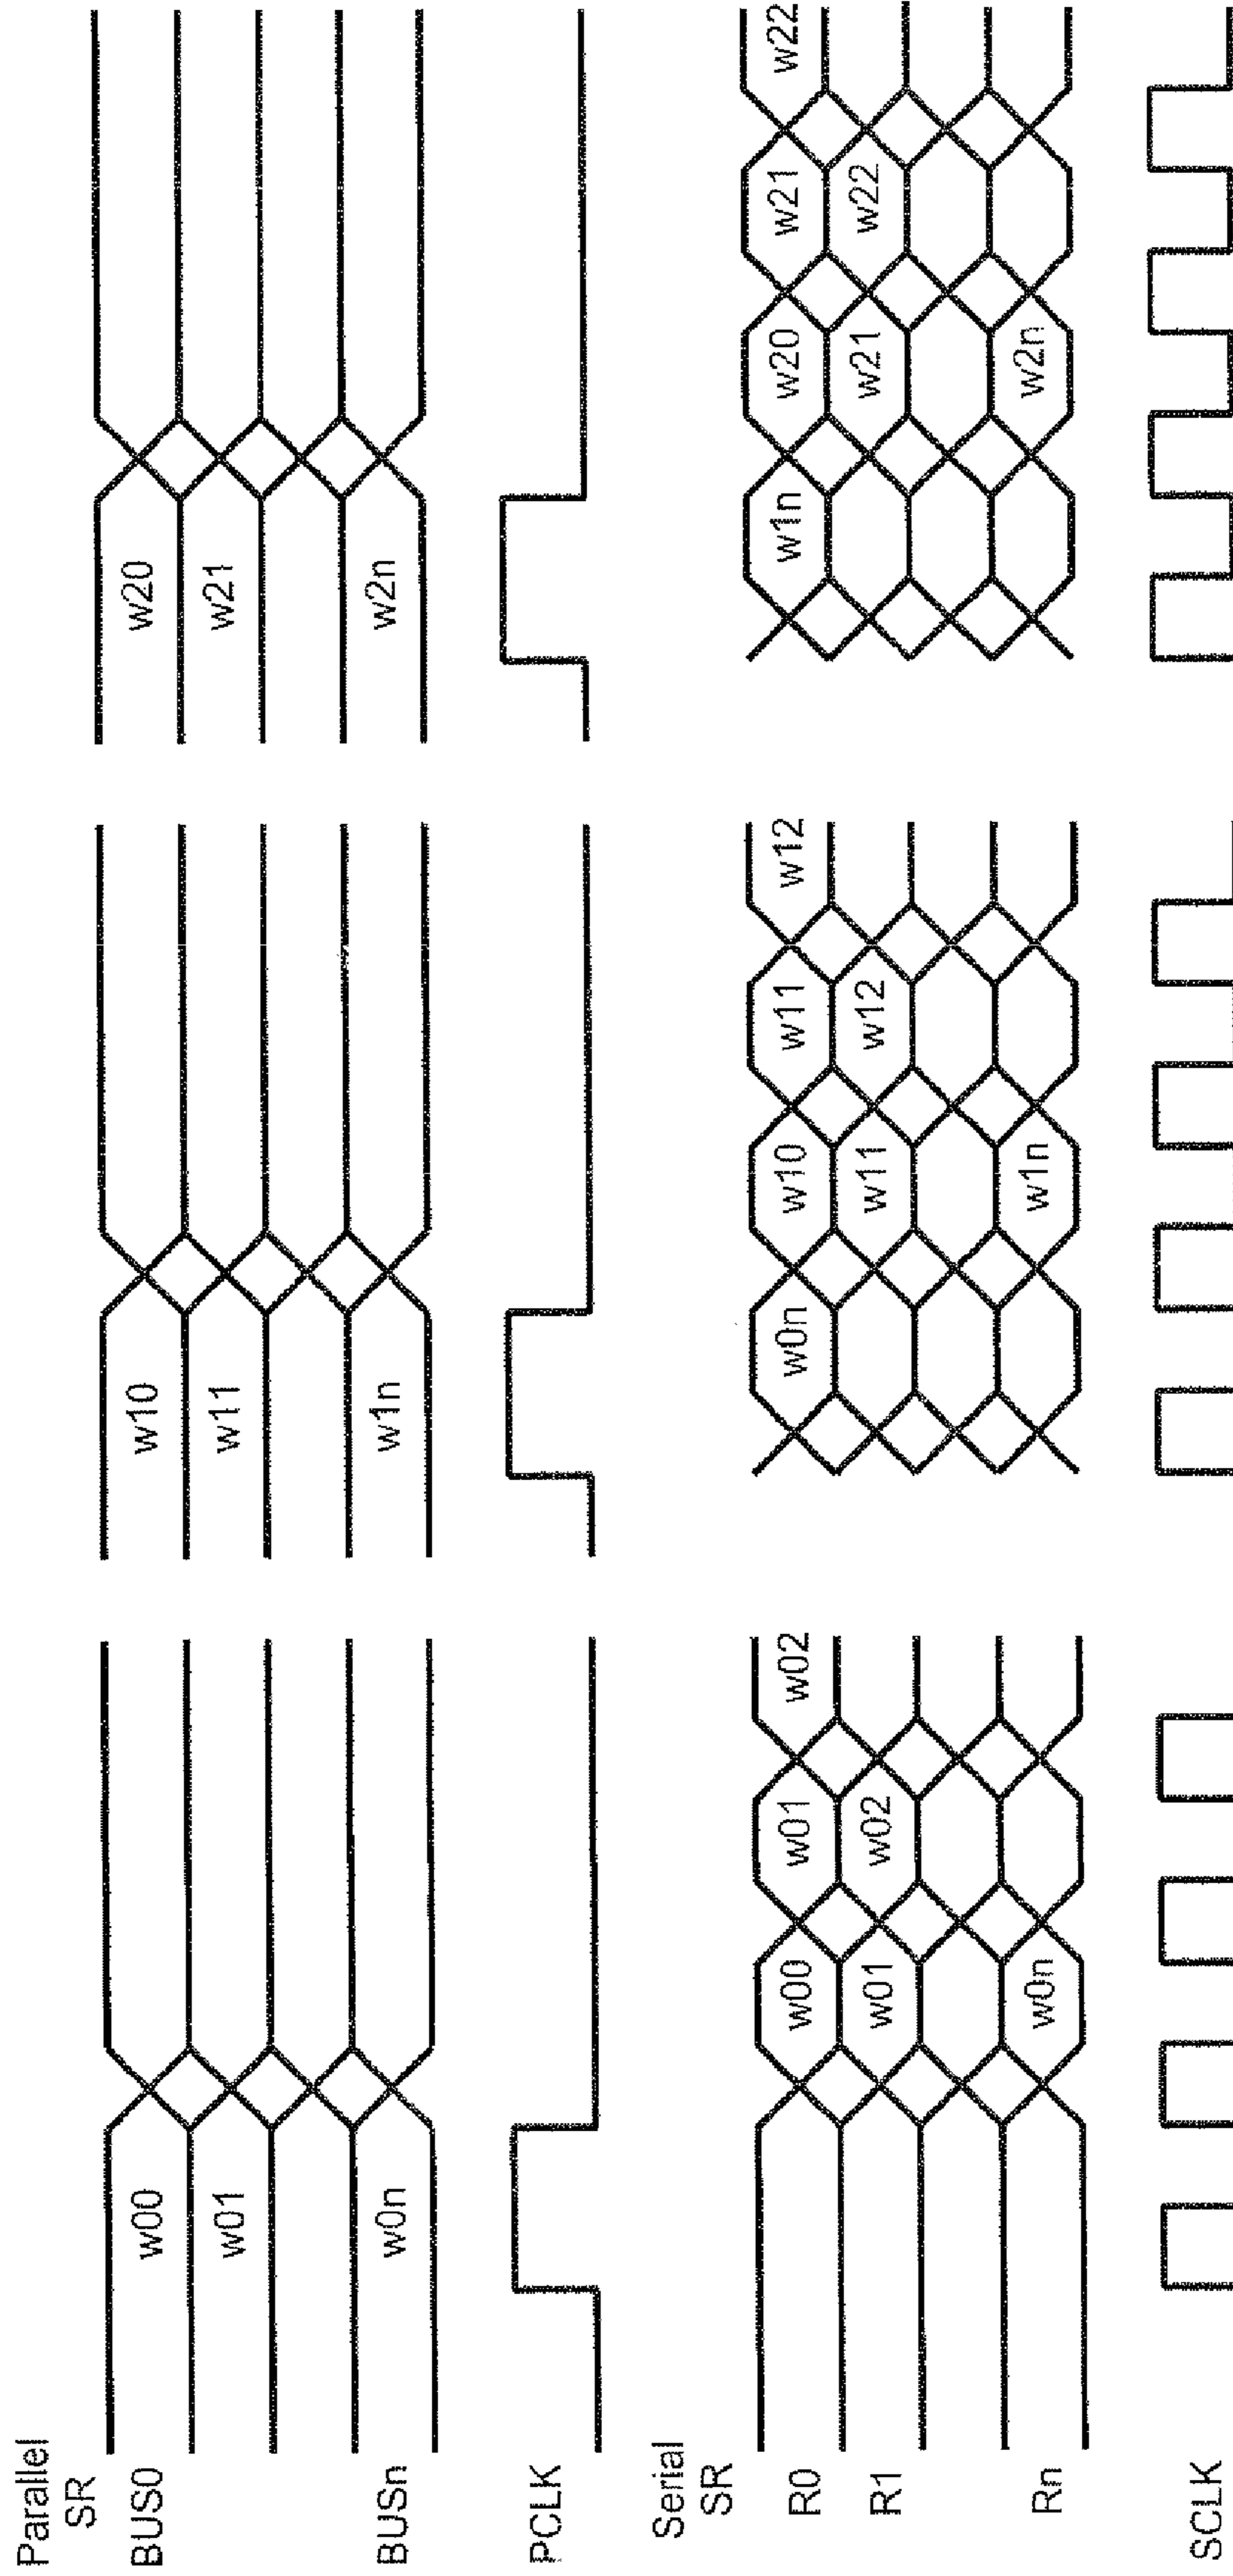 Parallel
SR
BUS0 w00 w10 w20
w01 w11 w21
BUSn w0n w1n w2n
PCLK
Serial
SR
R0 w00 w01 w02 w0n w10 w11 w12 w1n w20 w21 w22
R1 w01 w02 w11 w12 w21 w22
Rn w0n w1n w2n
SCLK